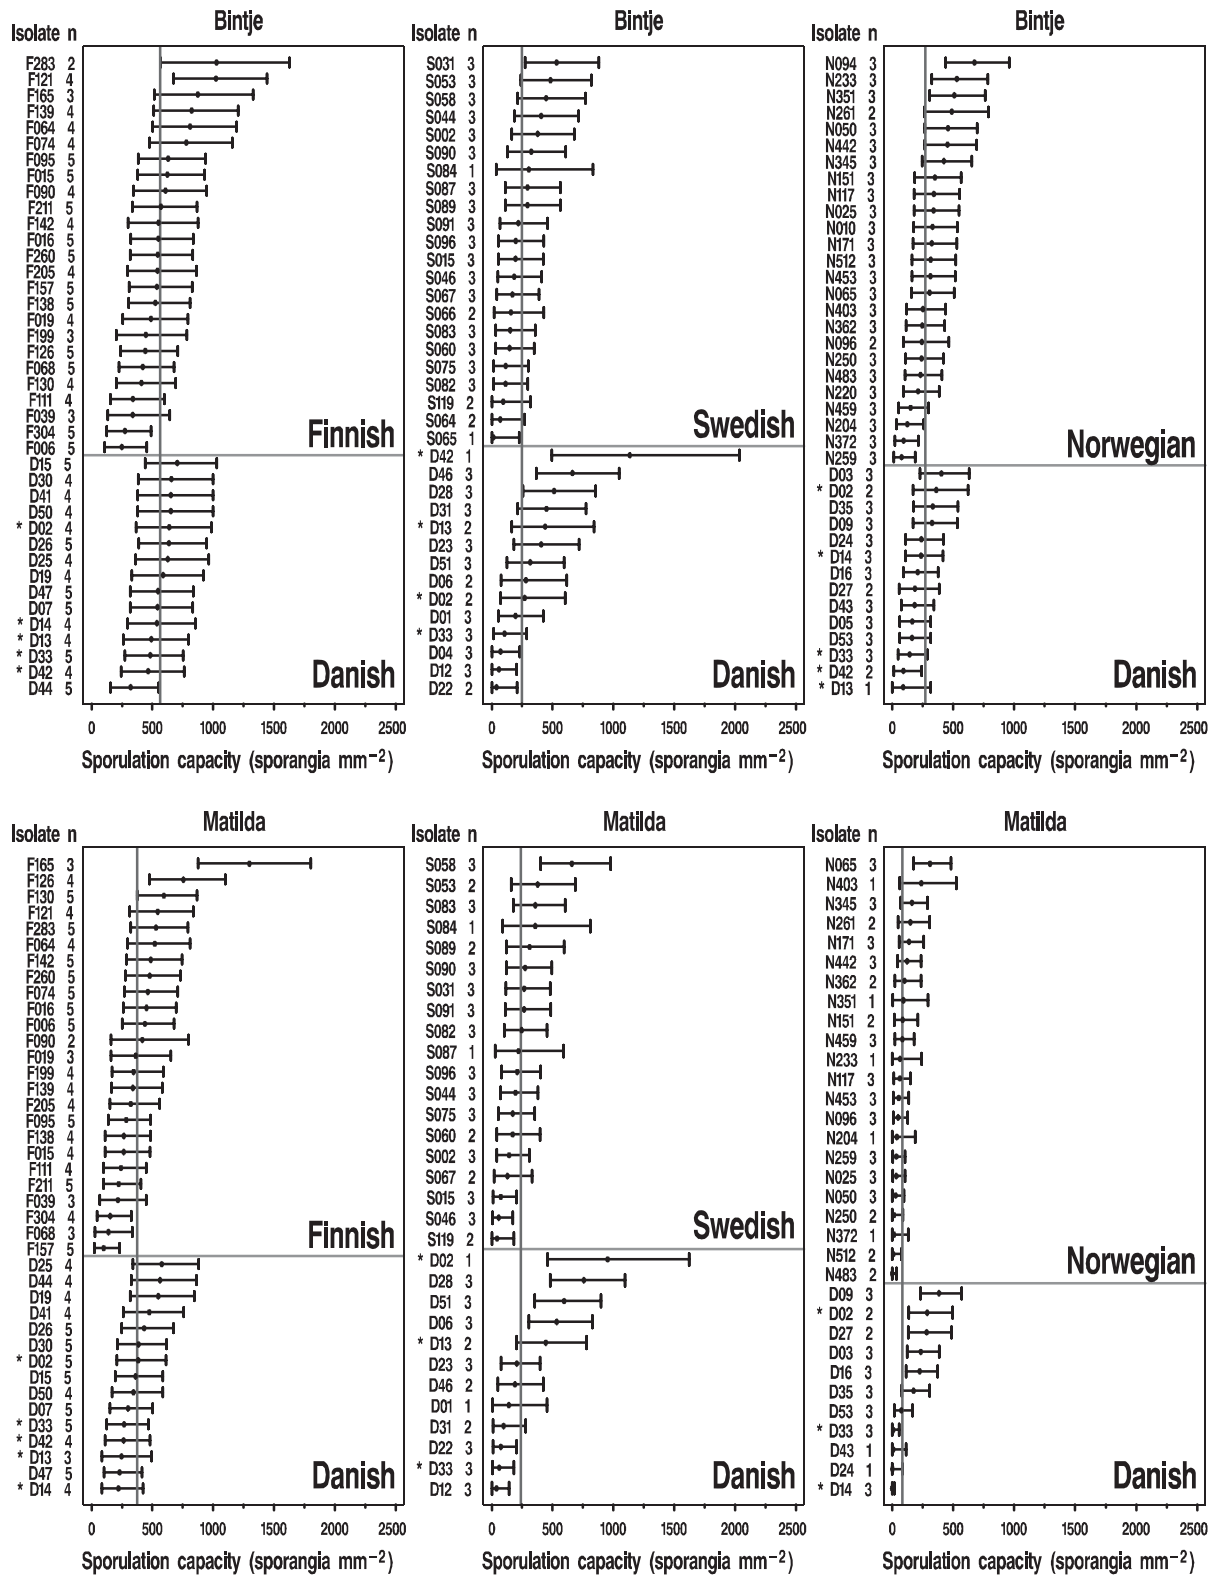 Bintje
Isolate n
F283 2
F121 4
F165 3
F139 4
F064 4
F074 4
F095 5
F015 5
F090 4
F211 5
F142 4
F016 5
F260 5
F205 4
F157 5
F138 5
F019 4
F199 3
F126 5
F068 5
F130 4
F111 4
F039 3
F304 5
F006 5
Finnish
D15 5
D30 4
D41 4
D50 4
* D02 4
D26 5
D25 4
D19 4
D47 5
D07 5
* D14 4
* D13 4
* D33 5
* D42 4
D44 5
Danish
0 500 1000 1500 2000 2500
Sporulation capacity (sporangia mm−2)
Bintje
Isolate n
S031 3
S053 3
S058 3
S044 3
S002 3
S090 3
S084 1
S087 3
S089 3
S091 3
S096 3
S015 3
S046 3
S067 3
S066 2
S083 3
S060 3
S075 3
S082 3
S119 2
S064 2
S065 1
Swedish
* D42 1
D46 3
D28 3
D31 3
* D13 2
D23 3
D51 3
D06 2
* D02 2
D01 3
* D33 3
D04 3
D12 3
D22 2
Danish
0 500 1000 1500 2000 2500
Sporulation capacity (sporangia mm−2)
Bintje
Isolate n
N094 3
N233 3
N351 3
N261 2
N050 3
N442 3
N345 3
N151 3
N117 3
N025 3
N010 3
N171 3
N512 3
N453 3
N065 3
N403 3
N362 3
N096 2
N250 3
N483 3
N220 3
N459 3
N204 3
N372 3
N259 3
Norwegian
D03 3
* D02 2
D35 3
D09 3
D24 3
* D14 3
D16 3
D27 2
D43 3
D05 3
D53 3
* D33 3
* D42 2
* D13 1
Danish
0 500 1000 1500 2000 2500
Sporulation capacity (sporangia mm−2)
Matilda
Isolate n
F165 3
F126 4
F130 5
F121 4
F283 5
F064 4
F142 5
F260 5
F074 5
F016 5
F006 5
F090 2
F019 3
F199 4
F139 4
F205 4
F095 5
F138 4
F015 4
F111 4
F211 5
F039 3
F304 4
F068 3
F157 5
Finnish
D25 4
D44 4
D19 4
D41 4
D26 5
D30 5
* D02 5
D15 5
D50 4
D07 5
* D33 5
* D42 4
* D13 3
D47 5
* D14 4
Danish
0 500 1000 1500 2000 2500
Sporulation capacity (sporangia mm−2)
Matilda
Isolate n
S058 3
S053 2
S083 3
S084 1
S089 2
S090 3
S031 3
S091 3
S082 3
S087 1
S096 3
S044 3
S075 3
S060 2
S002 3
S067 2
S015 3
S046 3
S119 2
Swedish
* D02 1
D28 3
D51 3
D06 3
* D13 2
D23 3
D46 2
D01 1
D31 2
D22 3
* D33 3
D12 3
Danish
0 500 1000 1500 2000 2500
Sporulation capacity (sporangia mm−2)
Matilda
Isolate n
N065 3
N403 1
N345 3
N261 2
N171 3
N442 3
N362 2
N351 1
N151 2
N459 3
N233 1
N117 3
N453 3
N096 3
N204 1
N259 3
N025 3
N050 3
N250 2
N372 1
N512 2
N483 2
Norwegian
D09 3
* D02 2
D27 2
D03 3
D16 3
D35 3
D53 3
* D33 3
D43 1
D24 1
* D14 3
Danish
0 500 1000 1500 2000 2500
Sporulation capacity (sporangia mm−2)